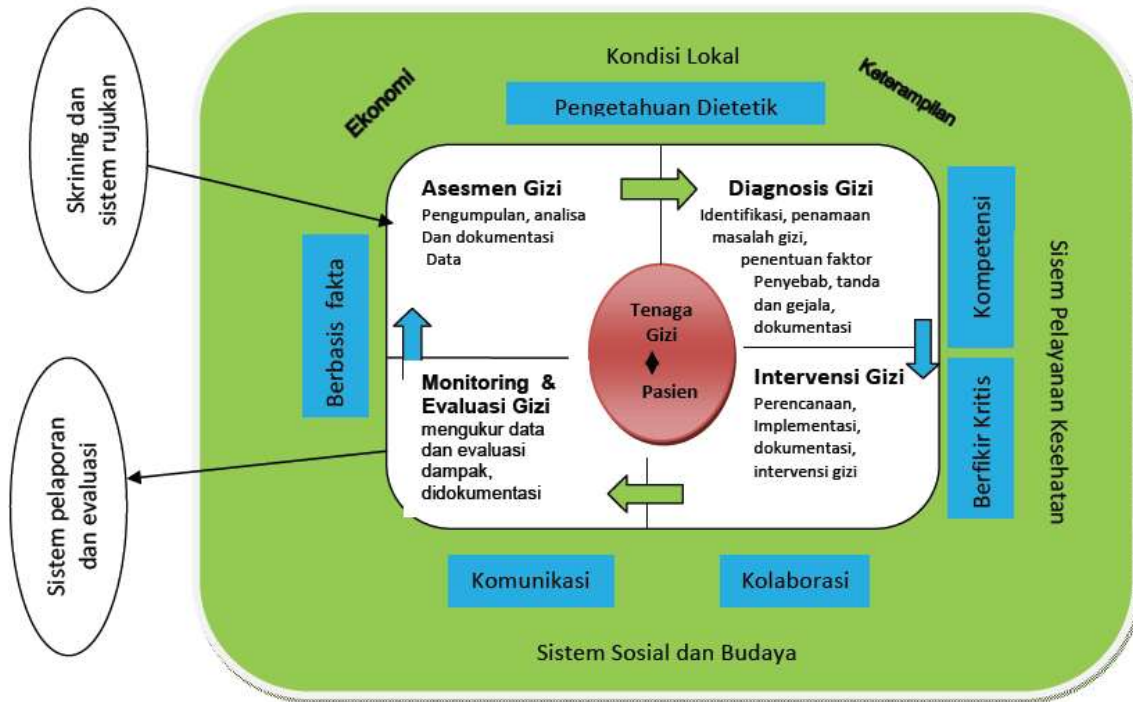 Skrining dan
sistem rujukan
Sistem pelaporan
dan evaluasi
Kondisi Lokal
Ekonomi
Keterampilan
Pengetahuan Dietetik
Asesmen Gizi
Pengumpulan, analisa
Dan dokumentasi
Data
Diagnosis Gizi
Identifikasi, penamaan
masalah gizi,
penentuan faktor
Penyebab, tanda
dan gejala,
dokumentasi
Tenaga
Gizi
Pasien
Monitoring &
Evaluasi Gizi
mengukur data
dan evaluasi
dampak,
didokumentasi
Intervensi Gizi
Perencanaan,
Implementasi,
dokumentasi,
intervensi gizi
Berbasis fakta
Kompetensi
Berfikir Kritis
Sisem Pelayanan Kesehatan
Komunikasi
Kolaborasi
Sistem Sosial dan Budaya